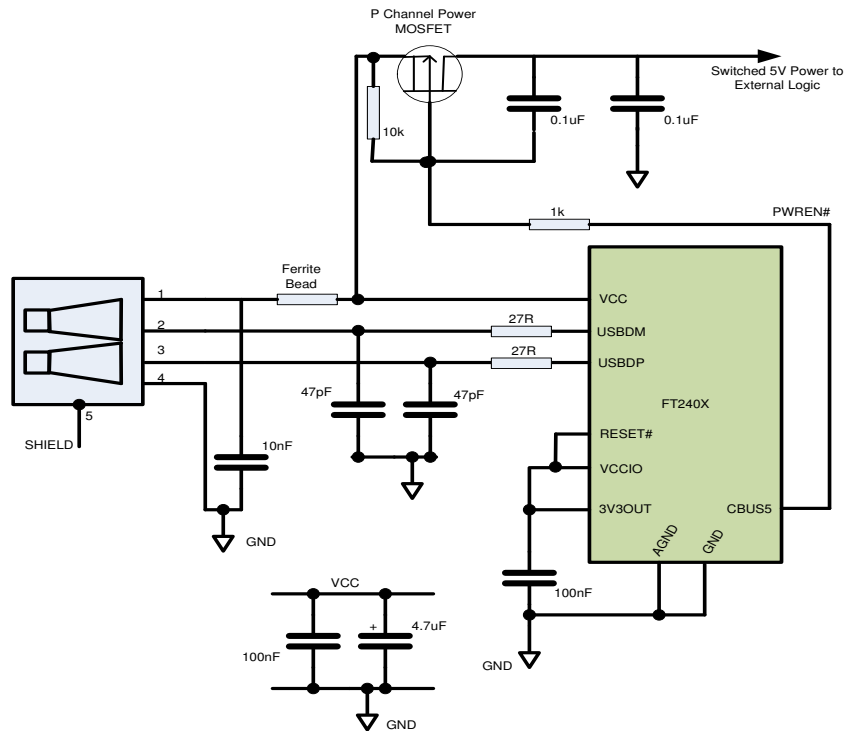 P Channel Power
MOSFET
Switched 5V Power to
External Logic
10k
0.1uF
0.1uF
1k
PWREN#
Ferrite
Bead
1
2
3
4
5
SHIELD
27R
27R
VCC
USBDM
USBDP
47pF
47pF
FT240X
10nF
RESET#
VCCIO
3V3OUT
CBUS5
AGND
GND
GND
100nF
GND
VCC
100nF
+
4.7uF
GND